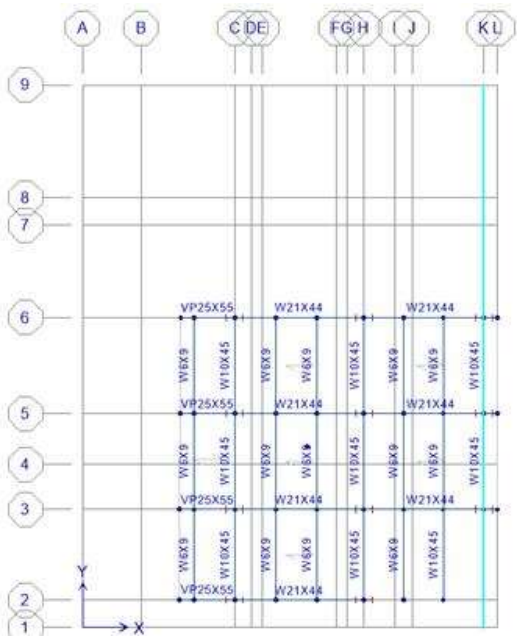 A B C D E F G H I J K L
9
8
7
6
VP25X55 W21X44 W21X44
W6X9 W10X45 W6X9 W6X9 W10X45 W6X9 W6X9 W10X45
5
VP25X55 W21X44 W21X44
W6X9 W10X45 W6X9 W6X9 W10X45 W6X9 W6X9 W10X45
4
3
VP25X55 W21X44 W21X44
W6X9 W10X45 W6X9 W6X9 W10X45 W6X9 W10X45
2
VP25X55 W21X44
1
Y
X